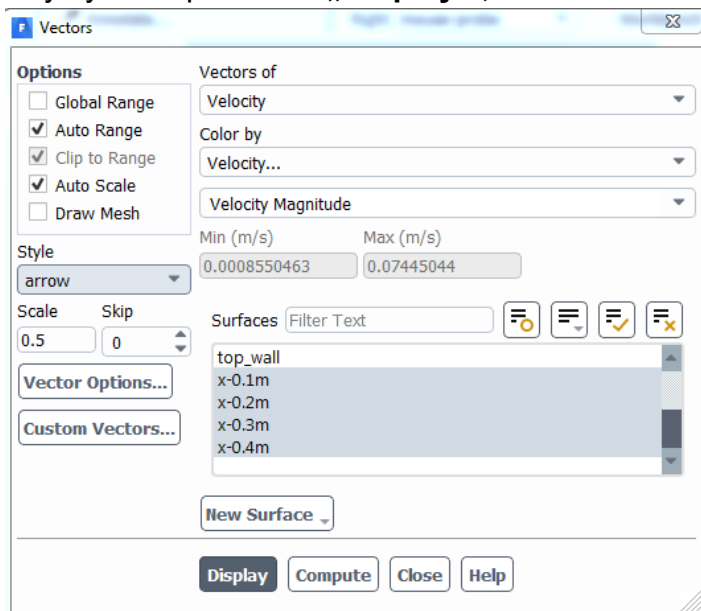 Vectors
Options
Global Range
Auto Range
Clip to Range
Auto Scale
Draw Mesh
Style
arrow
Scale Skip
0.5 0
Vector Options...
Custom Vectors...
Vectors of
Velocity
Color by
Velocity...
Velocity Magnitude
Min (m/s) Max (m/s)
0.0008550463 0.07445044
Surfaces Filter Text
top_wall
x-0.1m
x-0.2m
x-0.3m
x-0.4m
New Surface
Display Compute Close Help